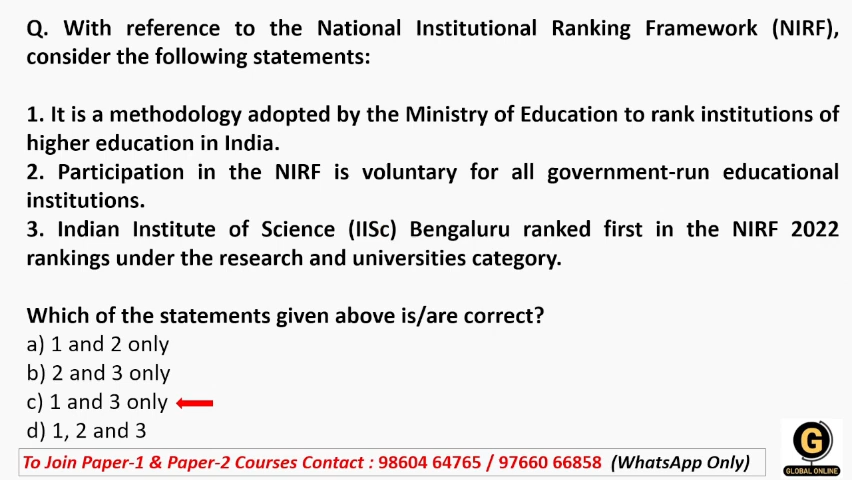 Q. With reference to the National Institutional Ranking Framework (NIRF),
consider the following statements:
1. It is a methodology adopted by the Ministry of Education to rank institutions of
higher education in India.
2. Participation in the NIRF is voluntary for all government-run educational
institutions.
3. Indian Institute of Science (IISc) Bengaluru ranked first in the NIRF 2022
rankings under the research and universities category.
Which of the statements given above is/are correct?
a) 1 and 2 only
b) 2 and 3 only
c) 1 and 3 only
d) 1, 2 and 3
To Join Paper-1 & Paper-2 Courses Contact : 98604 64765 / 97660 66858 (WhatsApp Only)
G
GLOBAL ONLINE